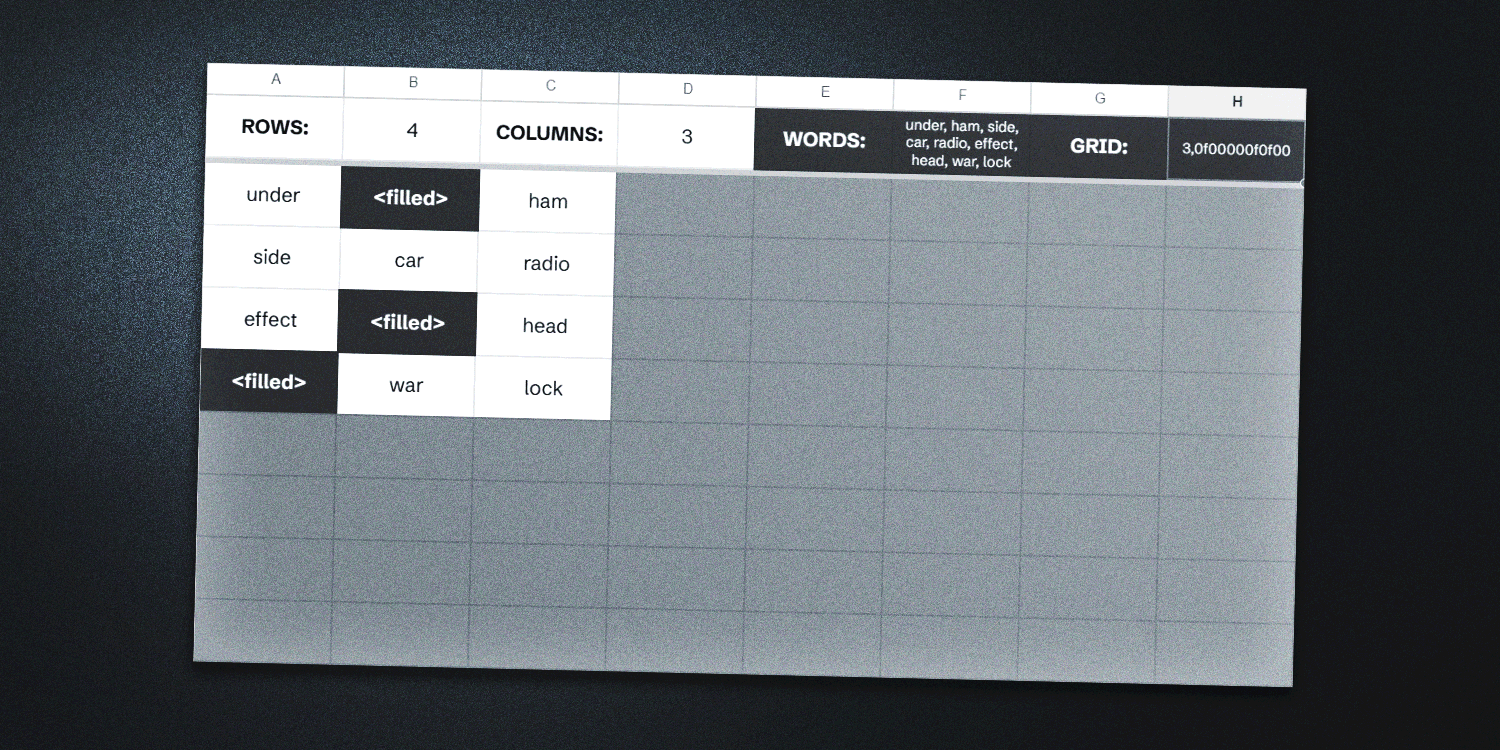 A B C D E F G H
ROWS: 4 COLUMNS: 3 WORDS: under, ham, side, car, radio, effect, head, war, lock GRID: 3,0f00000f0f00
under <filled> ham
side car radio
effect <filled> head
<filled> war lock